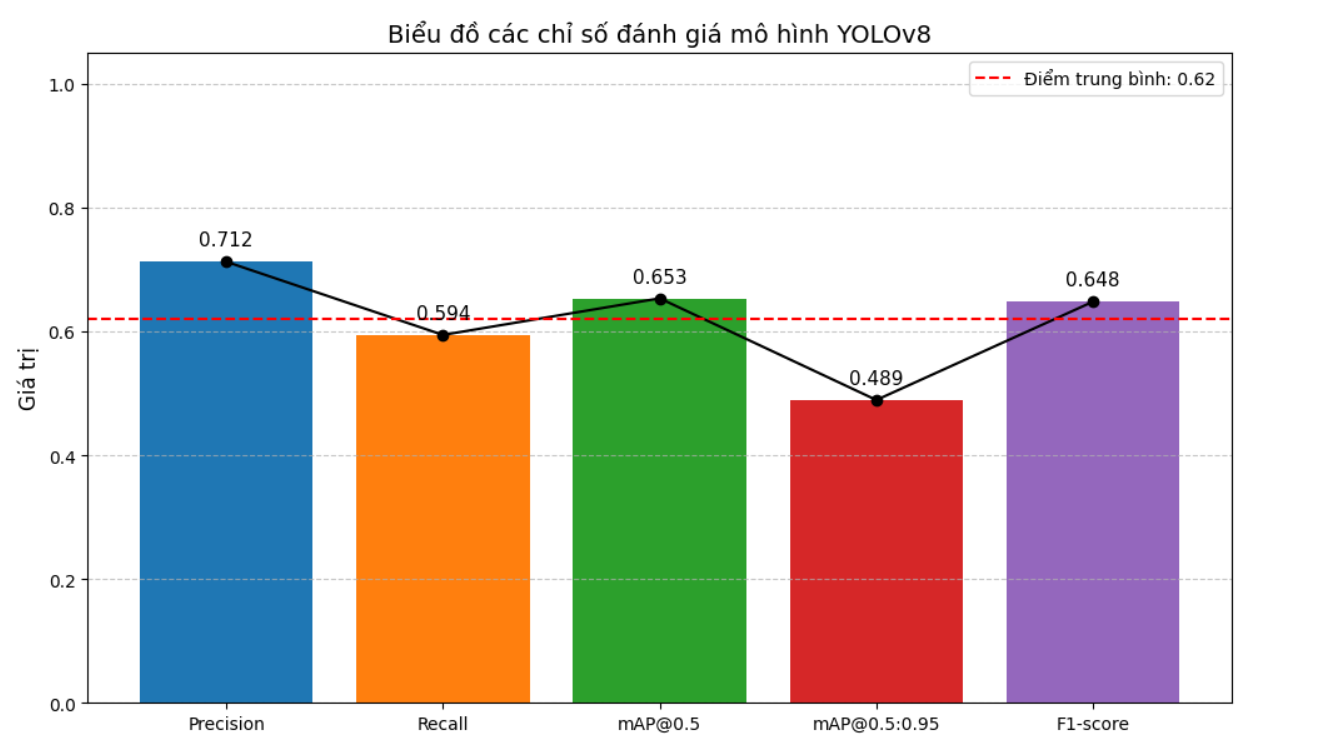 Biểu đồ các chỉ số đánh giá mô hình YOLOv8
Điểm trung bình: 0.62
Giá trị
1.0
0.8
0.6
0.4
0.2
0.0
0.712
0.594
0.653
0.489
0.648
Precision
Recall
mAP@0.5
mAP@0.5:0.95
F1-score